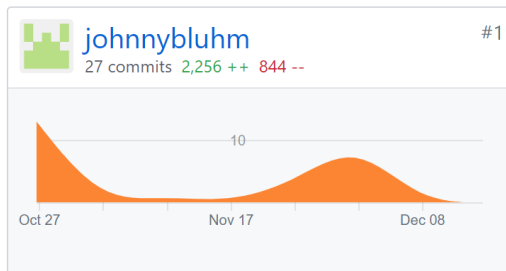 johnnybluhm
#1
27 commits 2,256 ++ 844 --
10
Oct 27 Nov 17 Dec 08